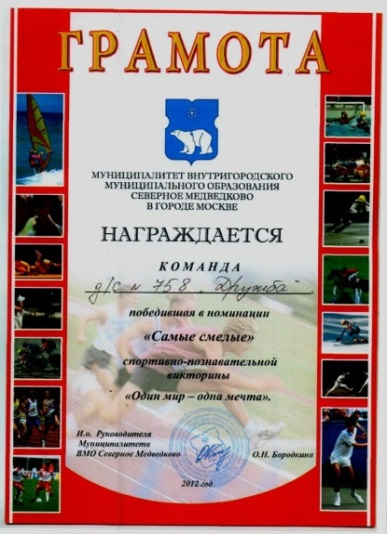 ГРАМОТА
МУНИЦИПАЛИТЕТ ВНУТРИГОРОДСКОГО
МУНИЦИПАЛЬНОГО ОБРАЗОВАНИЯ
СЕВЕРНОЕ МЕДВЕДКОВО
В ГОРОДЕ МОСКВЕ
НАГРАЖДАЕТСЯ
КОМАНДА
д/с № 758 "Дружба"
победившая в номинации
«Самые смелые»
спортивно-познавательной
викторины
«Один мир – одна мечта».
И.о. Руководителя
Муниципалитета
ВМО Северное Медведково О.Н. Бородкина
2012 год